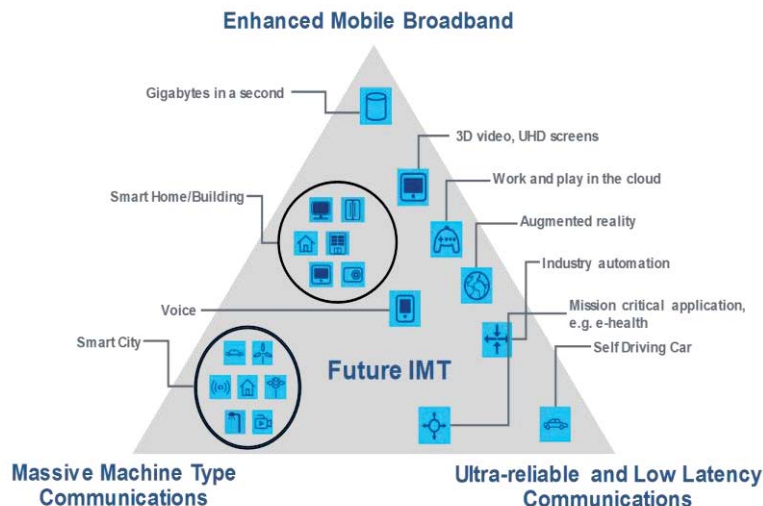 Enhanced Mobile Broadband
Gigabytes in a second
3D video, UHD screens
Smart Home/Building
Work and play in the cloud
Augmented reality
Industry automation
Voice
Mission critical application,
e.g. e-health
Smart City
Self Driving Car
Future IMT
Massive Machine Type
Communications
Ultra-reliable and Low Latency
Communications